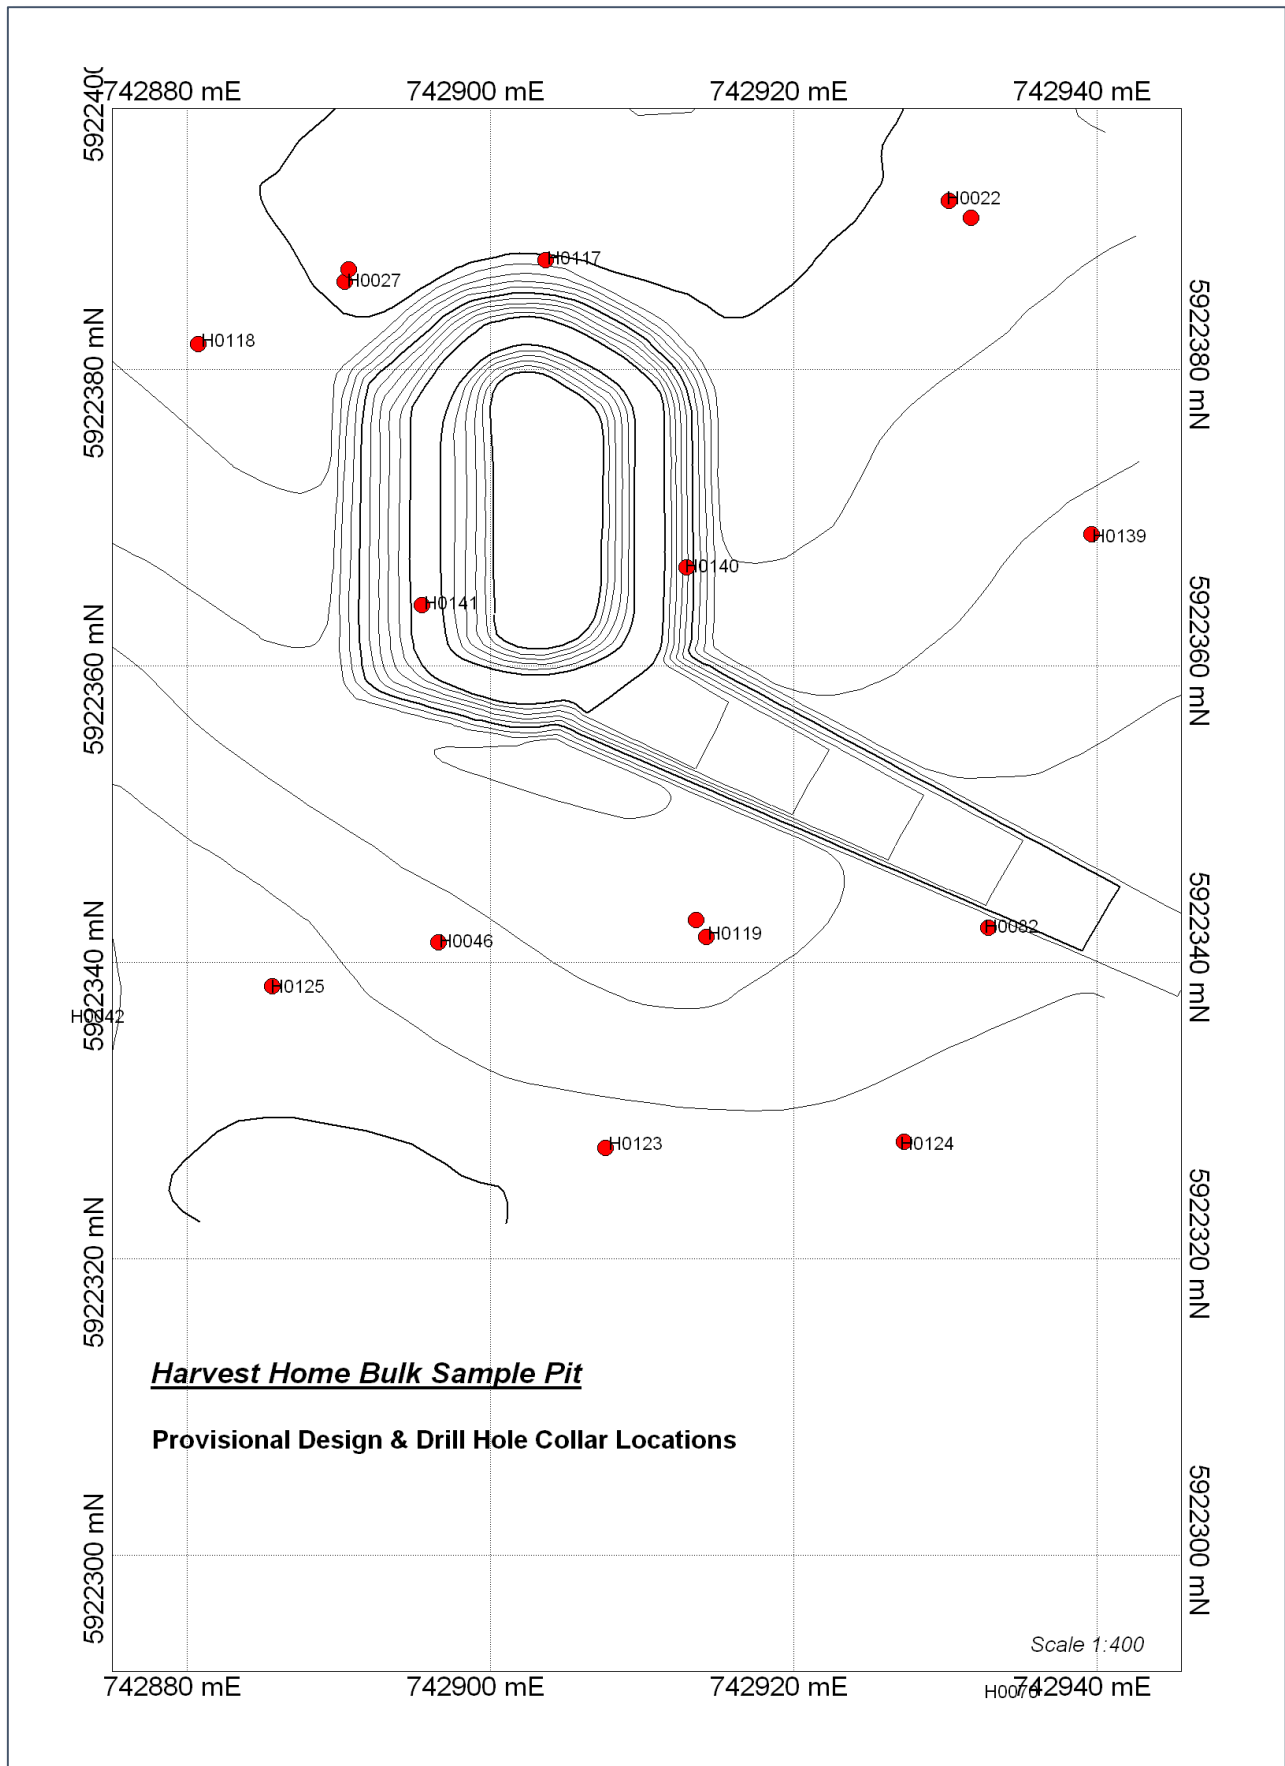 742880 mE 742900 mE 742920 mE 742940 mE
592240
H0022
H0117
H0027
H0118
5922380 mN 5922380 mN
H0139
H0140
H0141
5922360 mN 5922360 mN
H0082
H0119
H0046
H0125
5922340 mN 5922340 mN
H0042
H0123 H0124
5922320 mN 5922320 mN
Harvest Home Bulk Sample Pit
Provisional Design & Drill Hole Collar Locations
5922300 mN 5922300 mN
Scale 1:400
742880 mE 742900 mE 742920 mE 742940 mE
H0070